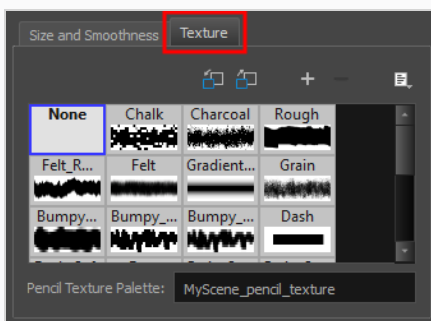 Size and Smoothness Texture
None Chalk Charcoal Rough
Felt_R... Felt Gradient... Grain
Bumpy... Bumpy_... Bumpy_... Dash
Pencil Texture Palette: MyScene_pencil_texture